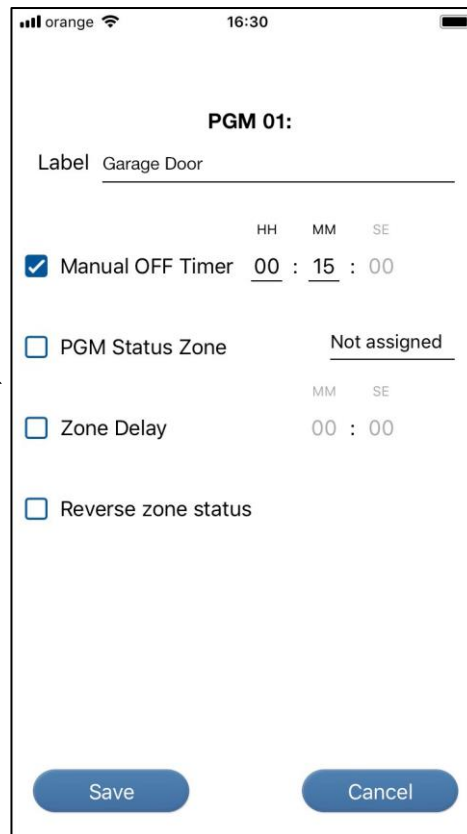 orange 16:30
PGM 01:
Label Garage Door
HH MM SE
Manual OFF Timer 00 : 15 : 00
PGM Status Zone Not assigned
MM SE
Zone Delay 00 : 00
Reverse zone status
Save Cancel